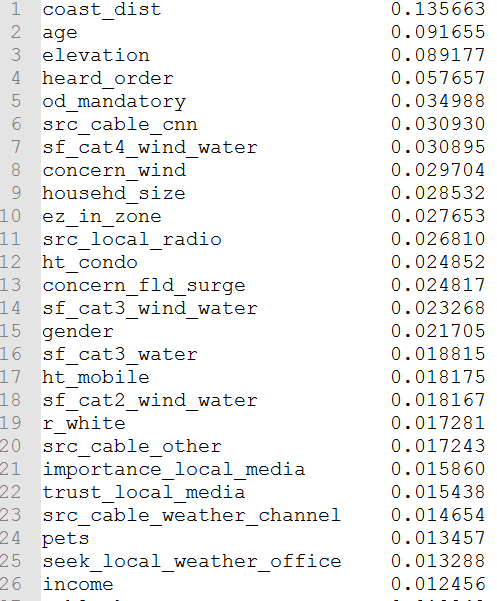 1 coast_dist 0.135663
2 age 0.091655
3 elevation 0.089177
4 heard_order 0.057657
5 od_mandatory 0.034988
6 src_cable_cnn 0.030930
7 sf_cat4_wind_water 0.030895
8 concern_wind 0.029704
9 househd_size 0.028532
10 ez_in_zone 0.027653
11 src_local_radio 0.026810
12 ht_condo 0.024852
13 concern_fld_surge 0.024817
14 sf_cat3_wind_water 0.023268
15 gender 0.021705
16 sf_cat3_water 0.018815
17 ht_mobile 0.018175
18 sf_cat2_wind_water 0.018167
19 r_white 0.017281
20 src_cable_other 0.017243
21 importance_local_media 0.015860
22 trust_local_media 0.015438
23 src_cable_weather_channel 0.014654
24 pets 0.013457
25 seek_local_weather_office 0.013288
26 income 0.012456